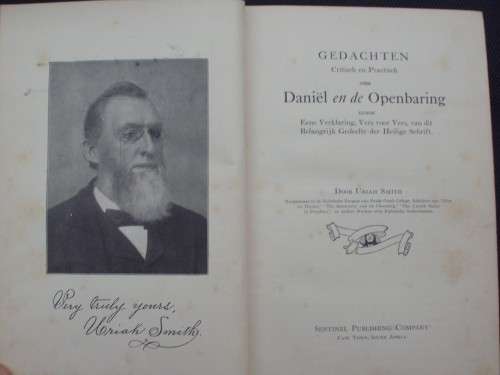 Very truly yours,
Uriah Smith.
GEDACHTEN
Critisch en Practisch
OVER
Daniël en de Openbaring
ZIJNDE
Eene Verklaring, Vers voor Vers, van dit
Belangrijk Gedeelte der Heilige Schrift.
DOOR URIAH SMITH
SENTINEL PUBLISHING COMPANY
CAPE TOWN, SOUTH AFRICA